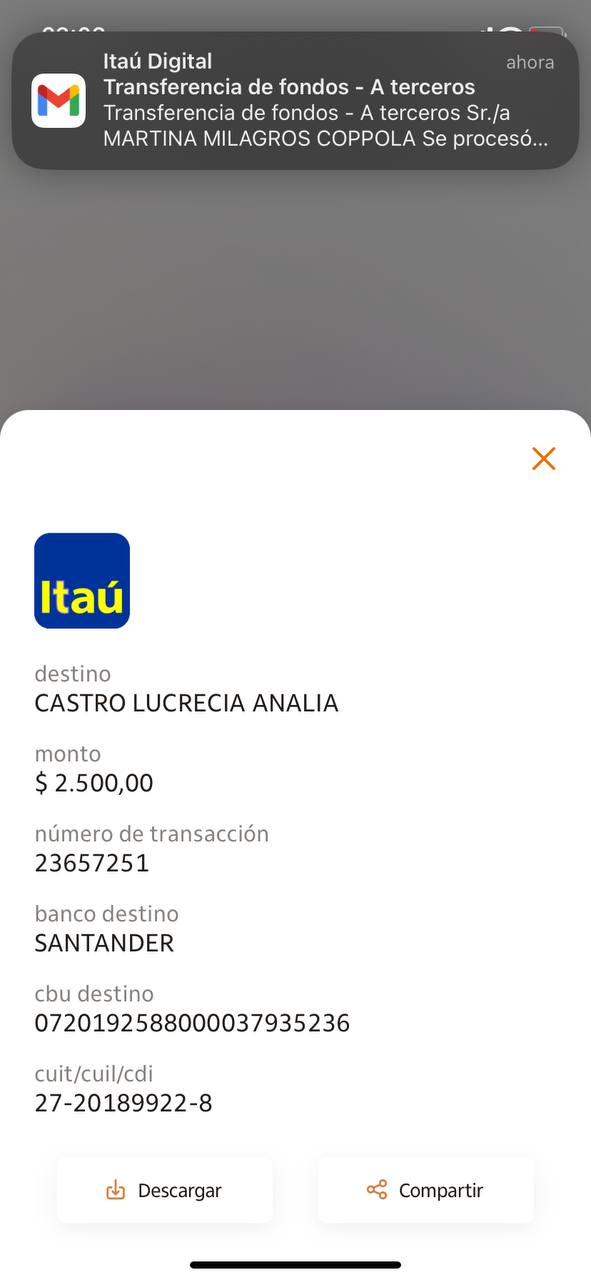 Itaú Digital
ahora
Transferencia de fondos - A terceros
Transferencia de fondos - A terceros Sr./a
MARTINA MILAGROS COPPOLA Se procesó...
Itaú
destino
CASTRO LUCRECIA ANALIA
monto
$ 2.500,00
número de transacción
23657251
banco destino
SANTANDER
cbu destino
0720192588000037935236
cuit/cuil/cdi
27-20189922-8
Descargar
Compartir